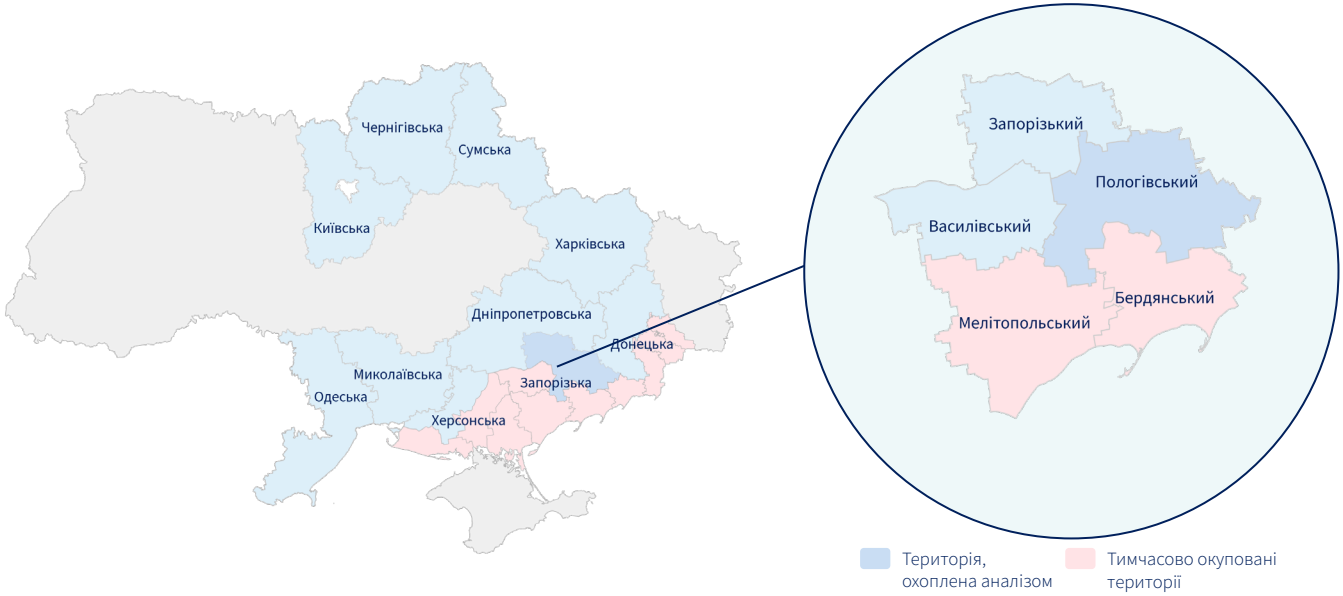 Чернігівська
Сумська
Київська
Харківська
Дніпропетровська
Донецька
Миколаївська
Запорізька
Одеська
Херсонська
Запорізький
Пологівський
Василівський
Бердянський
Мелітопольський
Територія,
охоплена аналізом
Тимчасово окуповані
території